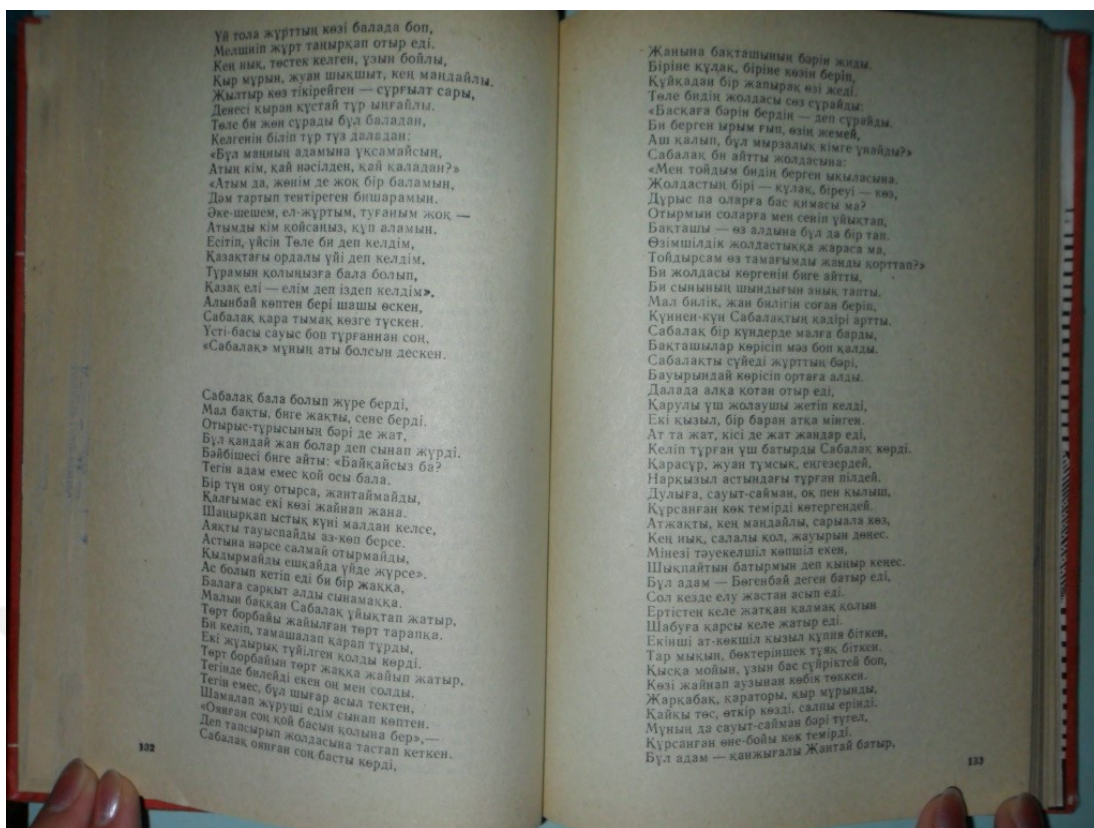 Үй тола жұрттың көзі балада боп,
Мелшиіп жұрт таңырқап отыр еді.
Кең иық, төстек келген, ұзын бойлы,
Қыр мұрын, жуан шықшыт, кең маңдайлы.
Жылтыр көз тікірейген — сұрғылт сары,
Денесі қыран құстай тұр ыңғайлы.
Төле би жөн сұрады бұл баладан,
Келгенін біліп тұр түз даладан:
«Бұл маңның адамына ұқсамайсың,
Атың кім, қай нәсілден, қай қаладан?»
«Атым да, жөнім де жоқ бір баламын,
Дәм тартып тентіреген бишарамын.
Әке-шешем, ел-жұртым, туғаным жоқ —
Атымды кім қойсаңыз, құп аламын.
Есітіп, үйсін Төле би деп келдім,
Қазақтағы ордалы үйі деп келдім,
Тұрамын қолыңызға бала болып,
Қазақ елі — елім деп іздеп келдім».
Алынбай көптен бері шашы өскен,
Сабалақ қара тымақ көзге түскен.
Үсті-басы сауыс боп тұрғаннан соң,
«Сабалақ» мұның аты болсын дескен.
Сабалақ бала болып жүре берді,
Мал бақты, биге жақты, сене берді.
Отырыс-тұрысының бәрі де жат,
Бұл қандай жан болар деп сынап жүрді.
Бәйбішесі биге айты: «Байқайсыз ба?
Тегін адам емес қой осы бала.
Бір түн ояу отырса, жантаймайды,
Қалғымас екі көзі жайнап жана.
Шаңырқап ыстық күні малдан келсе,
Аяқты тауыспайды аз-көп берсе.
Астына нәрсе салмай отырмайды,
Қыдырмайды ешқайда үйде жүрсе».
Ас болып кетіп еді би бір жаққа,
Балаға сарқыт алды сынамаққа.
Малын баққан Сабалақ ұйықтап жатыр,
Төрт борбайы жайылған төрт тарапқа.
Би келіп, тамашалап қарап тұрды,
Екі жұдырық түйілген қолды көрді.
Төрт борбайын төрт жаққа жайып жатыр,
Тегінде билейді екен оң мен солды.
Тегін емес, бұл шығар асыл тектен,
Шамалап жүруші едім сынап көптен.
«Оянған соң қой басын қолына бер»,—
Деп тапсырып жолдасына тастап кеткен.
Сабалақ оянған соң басты көрді,
132
Жанына бақташының бәрін жиды.
Біріне құлақ, біріне көзін беріп,
Құйқадан бір жапырақ өзі жеді.
Төле бидің жолдасы сөз сұрайды:
«Басқаға бәрін бердің — деп сұрайды.
Би берген ырым ғып, өзің жемей,
Аш қалып, бұл мырзалық кімге ұнайды?»
Сабалақ би айтты жолдасына:
«Мен тойдым бидің берген ықыласына.
Жолдастың бірі — құлақ, біреуі — көз,
Дұрыс па оларға бас қимасы ма?
Отырмын соларға мен сеніп ұйықтап,
Бақташы — өз алдына бұл да бір тап.
Өзімшілдік жолдастыққа жараса ма,
Тойдырсам өз тамағымды жанды қорттап?»
Би жолдасы көргенін биге айтты,
Би сынының шындығын анық тапты.
Мал билік, жан билігін соған беріп,
Күннен-күн Сабалақтың қадірі артты.
Сабалақ бір күндерде малға барды,
Бақташылар көрісіп мәз боп қалды.
Сабалақты сүйеді жұрттың бәрі,
Бауырындай көрісіп ортаға алды.
Далада алқа қотан отыр еді,
Қарулы үш жолаушы жетіп келді,
Екі қызыл, бір баран атқа мінген.
Ат та жат, кісі де жат жандар еді,
Келіп тұрған үш батырды Сабалақ көрді.
Қарасұр, жуан тұмсық, еңгезердей,
Нарқызыл астындағы тұрған пілдей.
Дулыға, сауыт-сайман, оқ пен қылыш,
Құрсанған көк темірді көтергендей.
Атжақты, кең маңдайлы, сарыала көз,
Кең иық, салалы қол, жауырын дөңес.
Мінезі тәуекелшіл көпшіл екен,
Шықпайтын батырмын деп қыңыр кеңес.
Бұл адам — Бөгенбай деген батыр еді,
Сол кезде елу жастан асып еді.
Ертістен келе жатқан қалмақ қолын
Шабуға қарсы келе жатыр еді.
Екінші ат-көкшіл қызыл құпия біткен,
Тар мықын, бөктеріншек тұяқ біткен.
Қысқа мойын, ұзын бас сүйріктей боп,
Көзі жайнап аузынан көбік төккен.
Жарқабақ, қараторы, қыр мұрынды,
Қайқы төс, өткір көзді, салпы ерінді.
Мұның да сауыт-сайман бәрі түгел,
Құрсанған өне-бойы көк темірді.
Бұл адам — қанжығалы Жантай батыр,
133